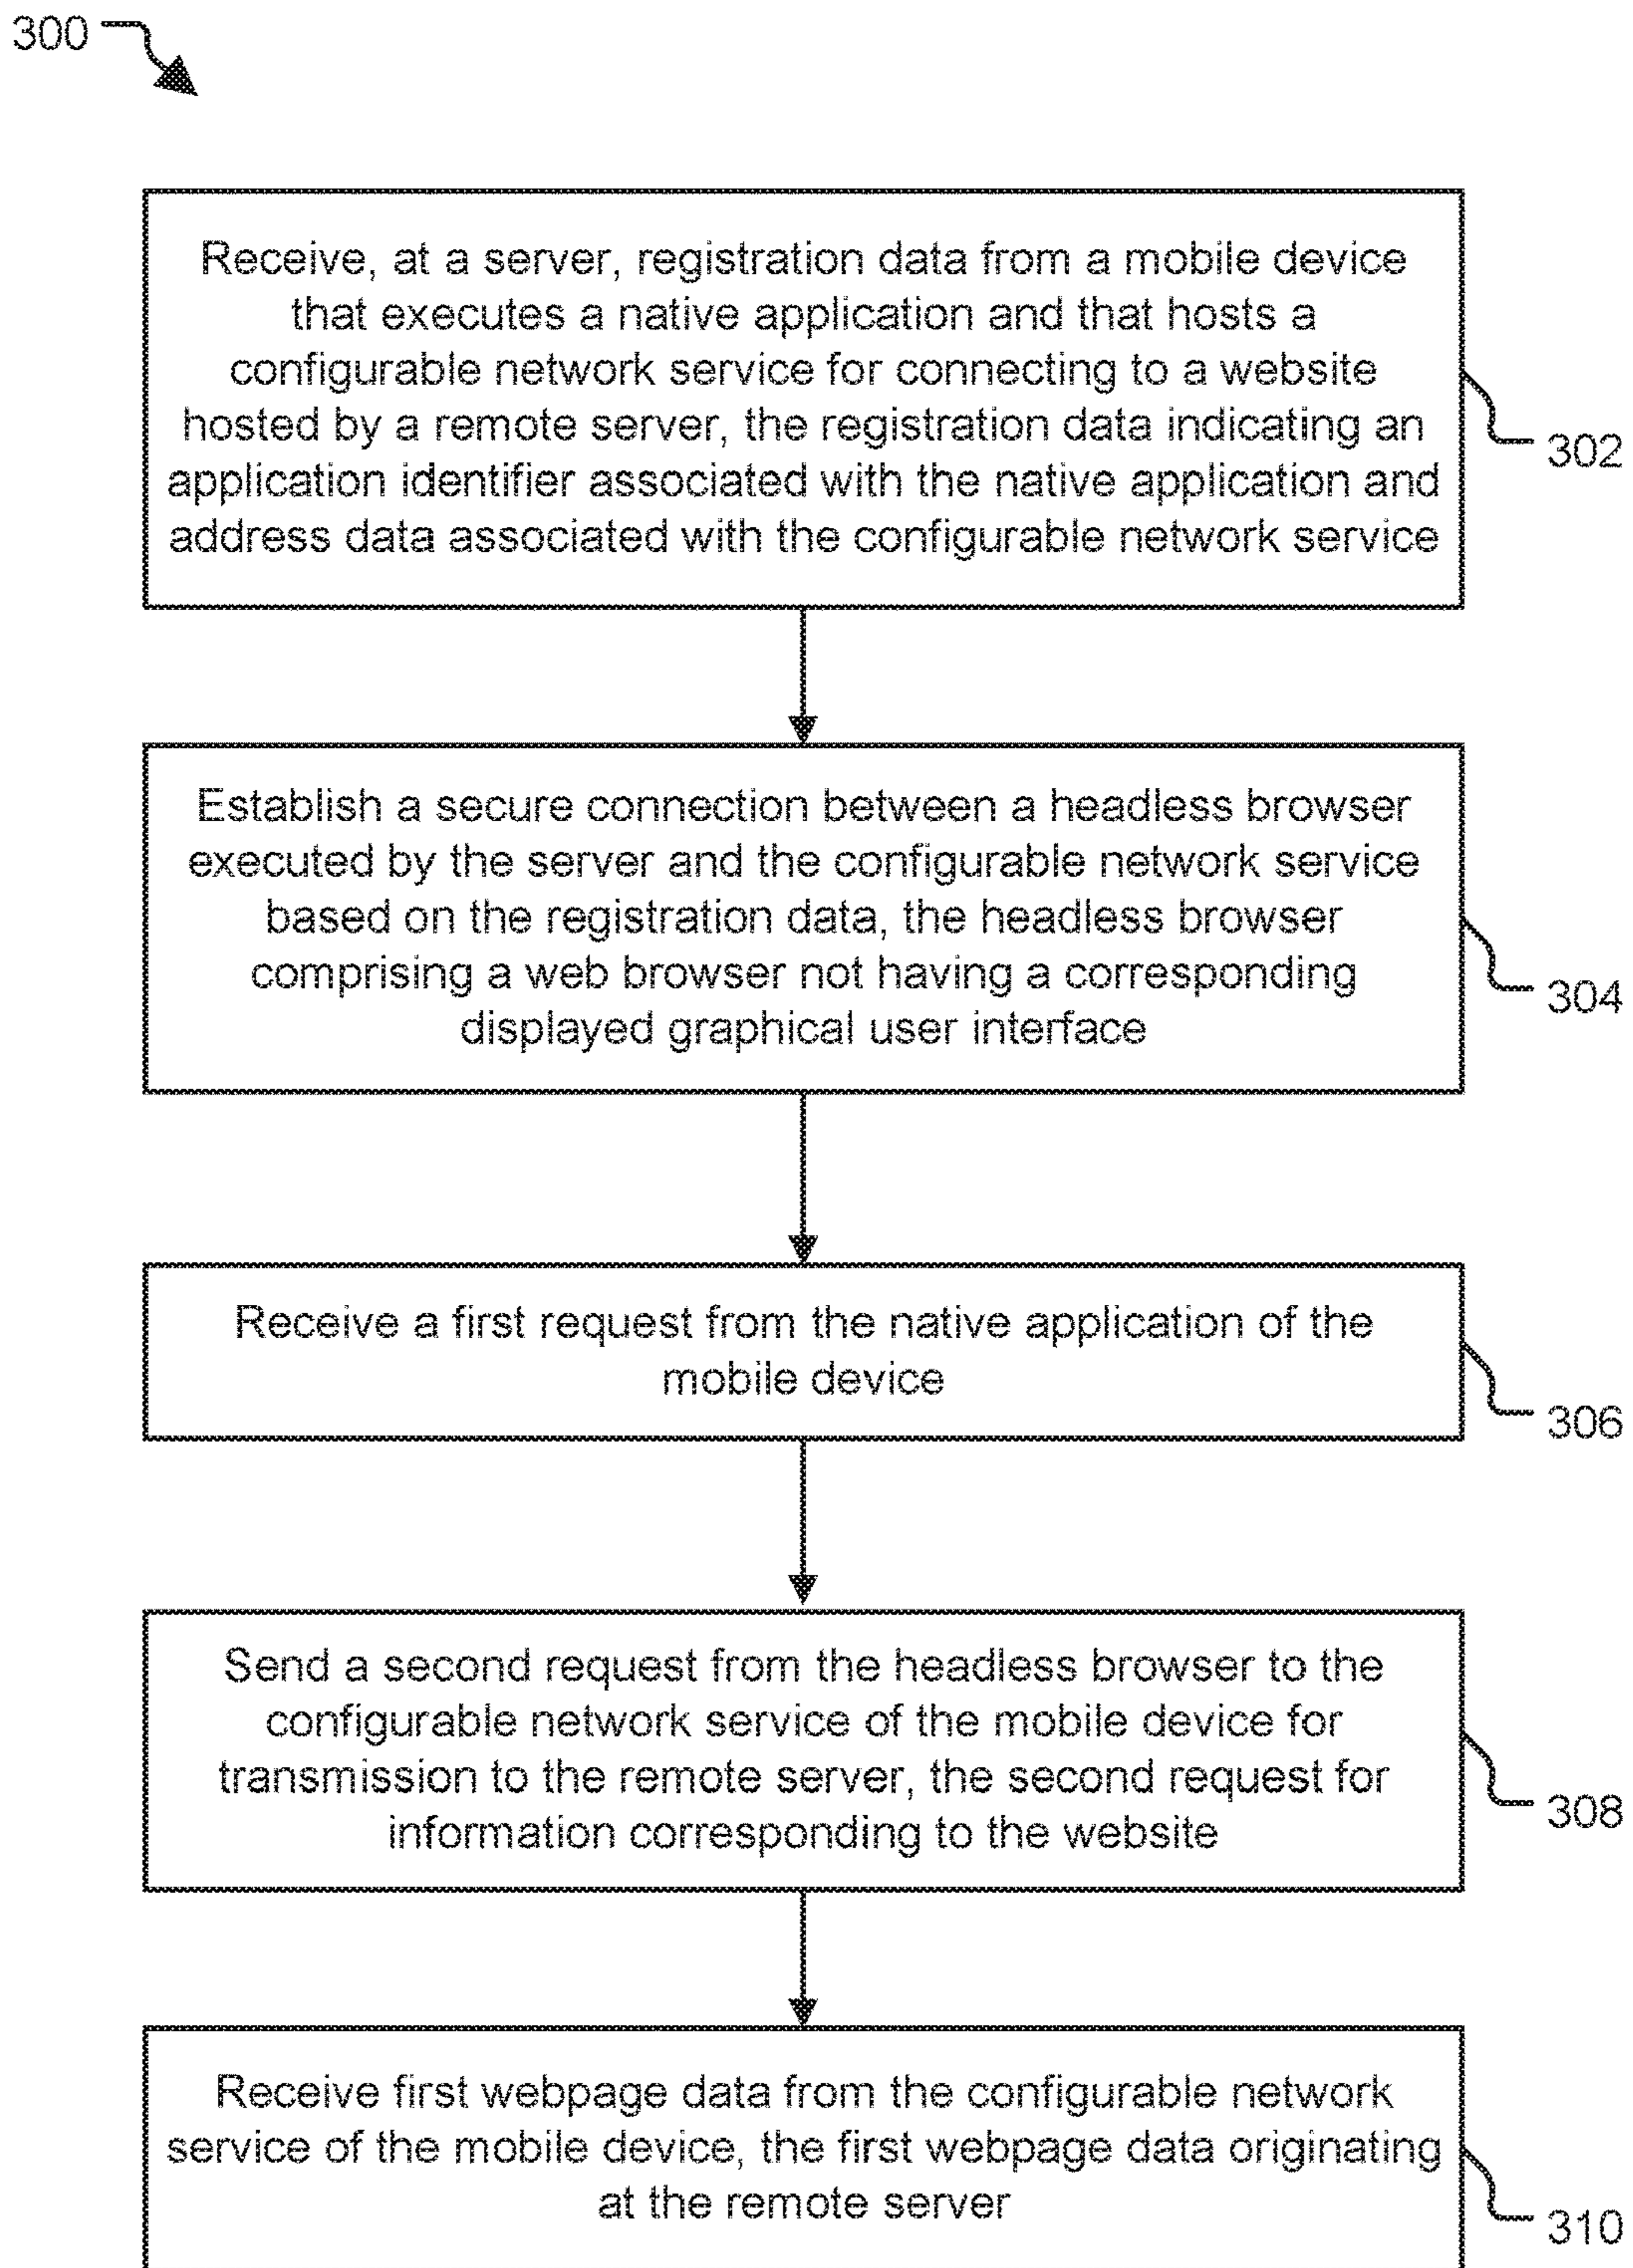 300
Receive, at a server, registration data from a mobile device
that executes a native application and that hosts a
configurable network service for connecting to a website
hosted by a remote server, the registration data indicating an
application identifier associated with the native application and
address data associated with the configurable network service
302
Establish a secure connection between a headless browser
executed by the server and the configurable network service
based on the registration data, the headless browser
comprising a web browser not having a corresponding
displayed graphical user interface
304
Receive a first request from the native application of the
mobile device
306
Send a second request from the headless browser to the
configurable network service of the mobile device for
transmission to the remote server, the second request for
information corresponding to the website
308
Receive first webpage data from the configurable network
service of the mobile device, the first webpage data originating
at the remote server
310